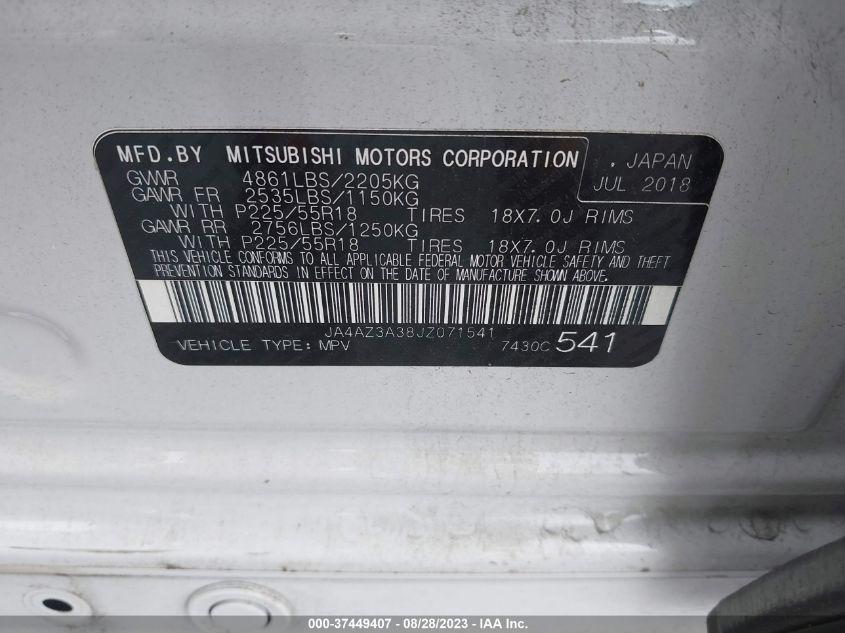 MFD.BY MITSUBISHI MOTORS CORPORATION , JAPAN
GVWR 4861LBS/2205KG JUL 2018
GAWR FR 2535LBS/1150KG
WITH P225/55R18 TIRES 18X7.0J RIMS
GAWR RR 2756LBS/1250KG
WITH P225/55R18 TIRES 18X7.0J RIMS
THIS VEHICLE CONFORMS TO ALL APPLICABLE FEDERAL MOTOR VEHICLE SAFETY AND THEFT
PREVENTION STANDARDS IN EFFECT ON THE DATE OF MANUFACTURE SHOWN ABOVE.
JA4AZ3A38JZ071541
VEHICLE TYPE: MPV 7430C 541
000-37449407 - 08/28/2023 - IAA Inc.